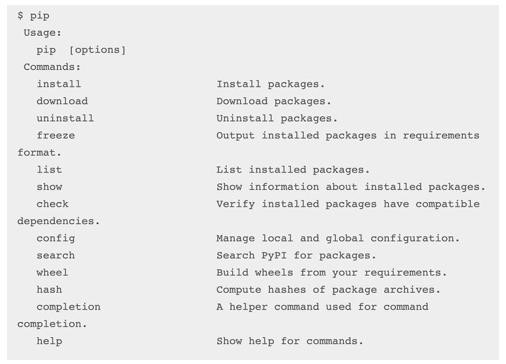 $ pip
Usage:
pip [options]
Commands:
install Install packages.
download Download packages.
uninstall Uninstall packages.
freeze Output installed packages in requirements
format.
list List installed packages.
show Show information about installed packages.
check Verify installed packages have compatible
dependencies.
config Manage local and global configuration.
search Search PyPI for packages.
wheel Build wheels from your requirements.
hash Compute hashes of package archives.
completion A helper command used for command
completion.
help Show help for commands.